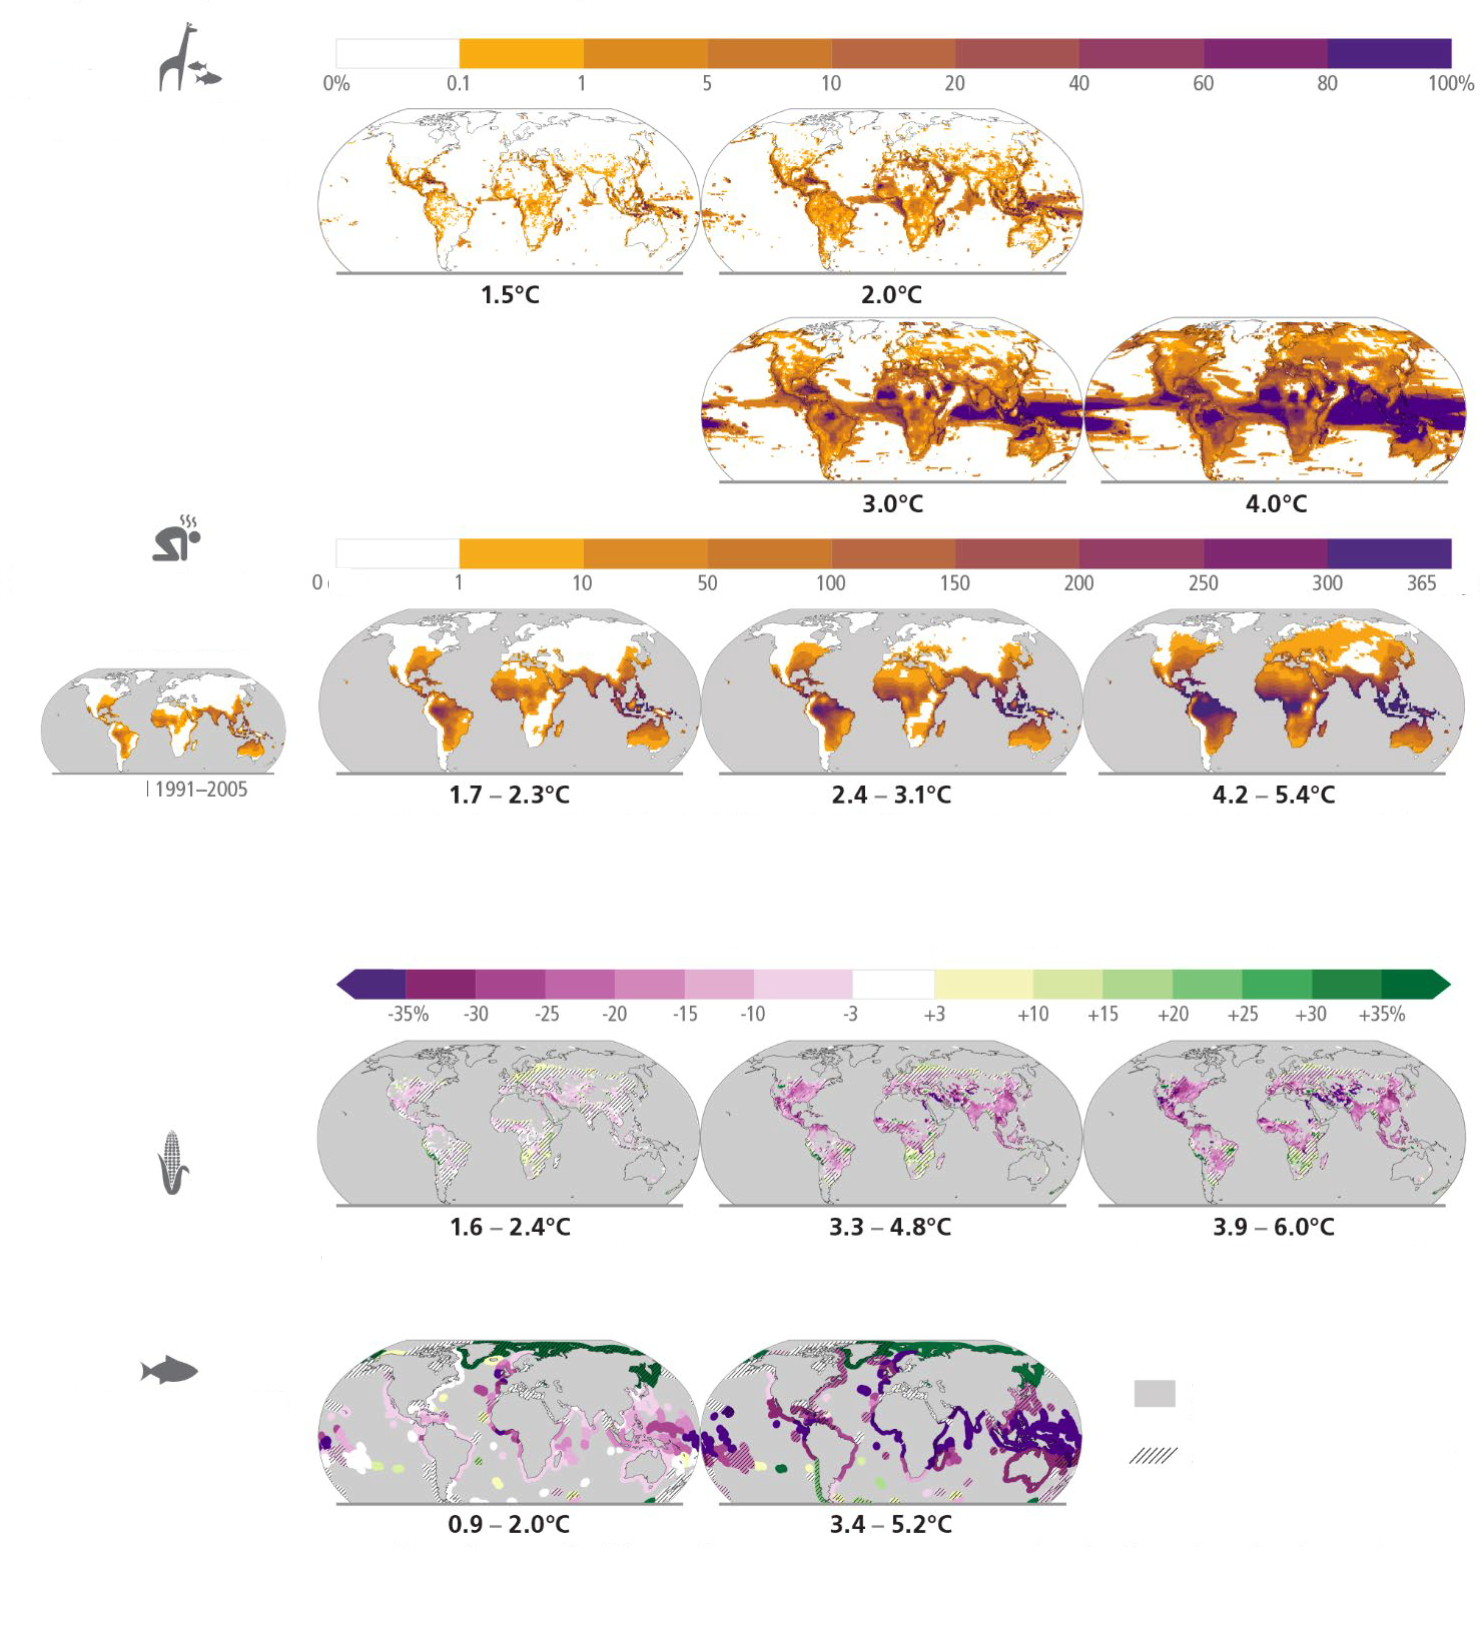 0% 0.1 1 5 10 20 40 60 80 100%
1.5°C 2.0°C
3.0°C 4.0°C
0 1 10 50 100 150 200 250 300 365
1991–2005
1.7 – 2.3°C 2.4 – 3.1°C 4.2 – 5.4°C
-35% -30 -25 -20 -15 -10 -3 +3 +10 +15 +20 +25 +30 +35%
1.6 – 2.4°C 3.3 – 4.8°C 3.9 – 6.0°C
0.9 – 2.0°C 3.4 – 5.2°C